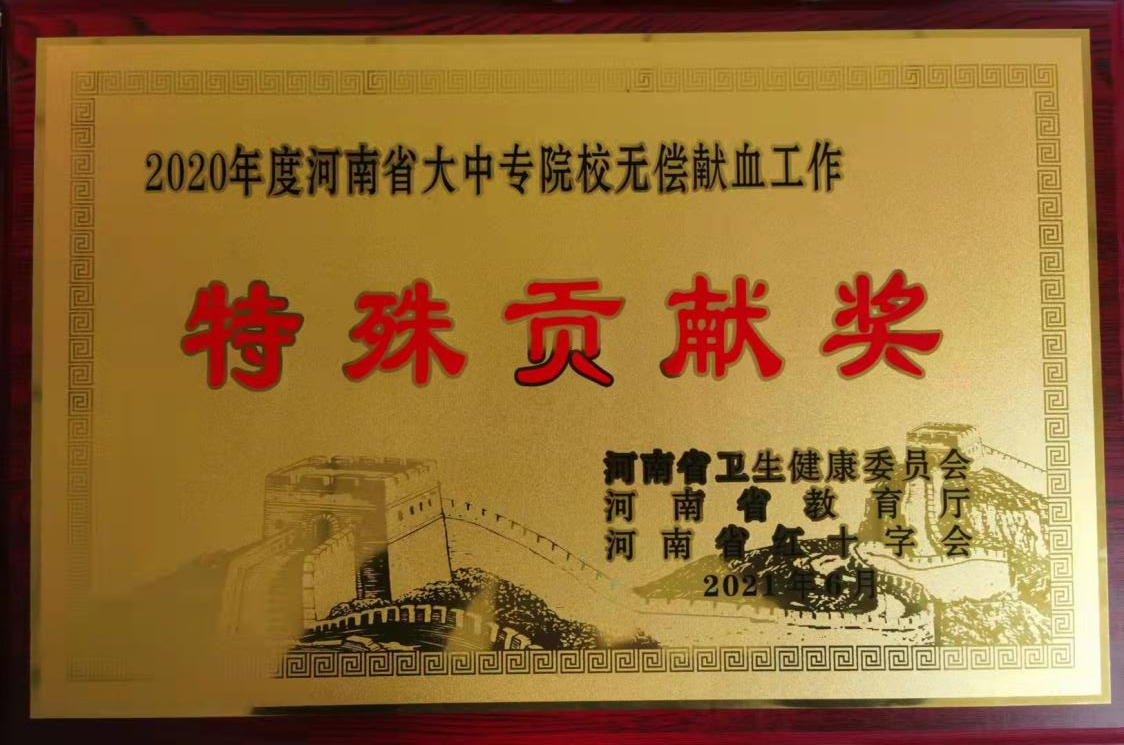 2020年度河南省大中专院校无偿献血工作
特殊贡献奖
河南省卫生健康委员会
河南省教育厅
河南省红十字会
2021年6月